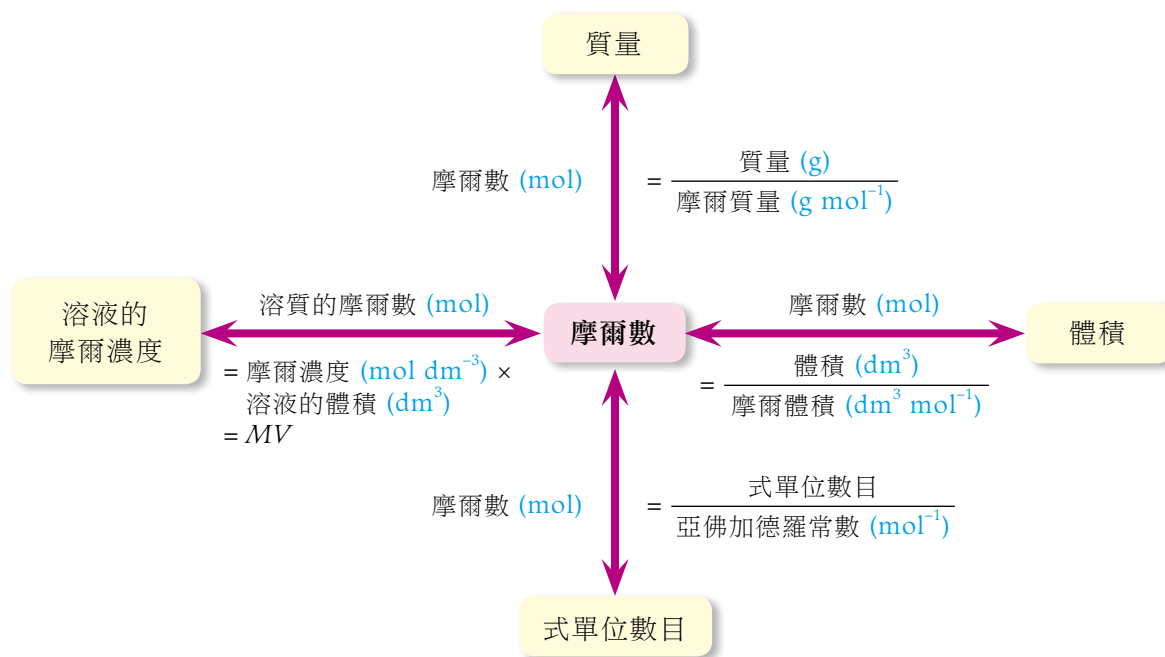 質量
摩爾數 (mol) = 質量 (g) / 摩爾質量 (g mol⁻¹)
溶液的
摩爾濃度
溶質的摩爾數 (mol)
= 摩爾濃度 (mol dm⁻³) ×
溶液的體積 (dm³)
= MV
摩爾數
摩爾數 (mol)
= 體積 (dm³) / 摩爾體積 (dm³ mol⁻¹)
體積
摩爾數 (mol) = 式單位數目 / 亞佛加德羅常數 (mol⁻¹)
式單位數目